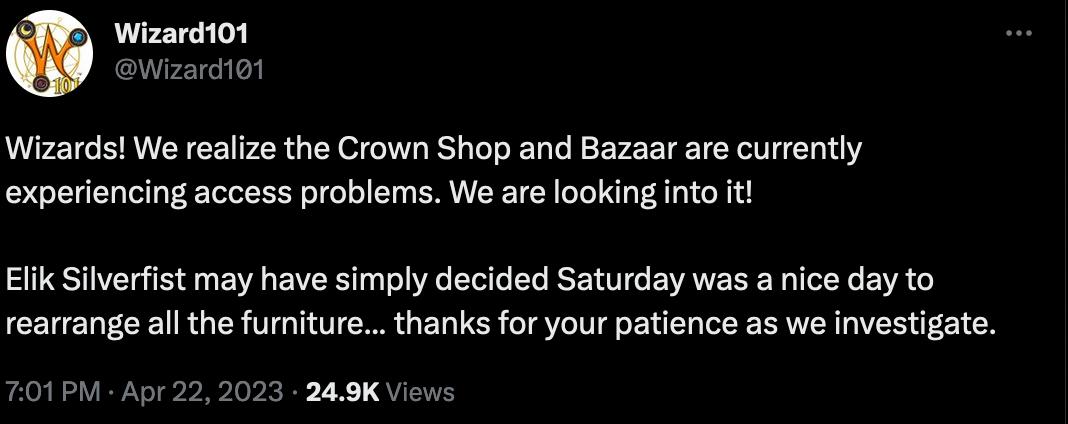 Wizard101
@Wizard101
Wizards! We realize the Crown Shop and Bazaar are currently
experiencing access problems. We are looking into it!
Elik Silverfist may have simply decided Saturday was a nice day to
rearrange all the furniture... thanks for your patience as we investigate.
7:01 PM · Apr 22, 2023 · 24.9K Views
W
101